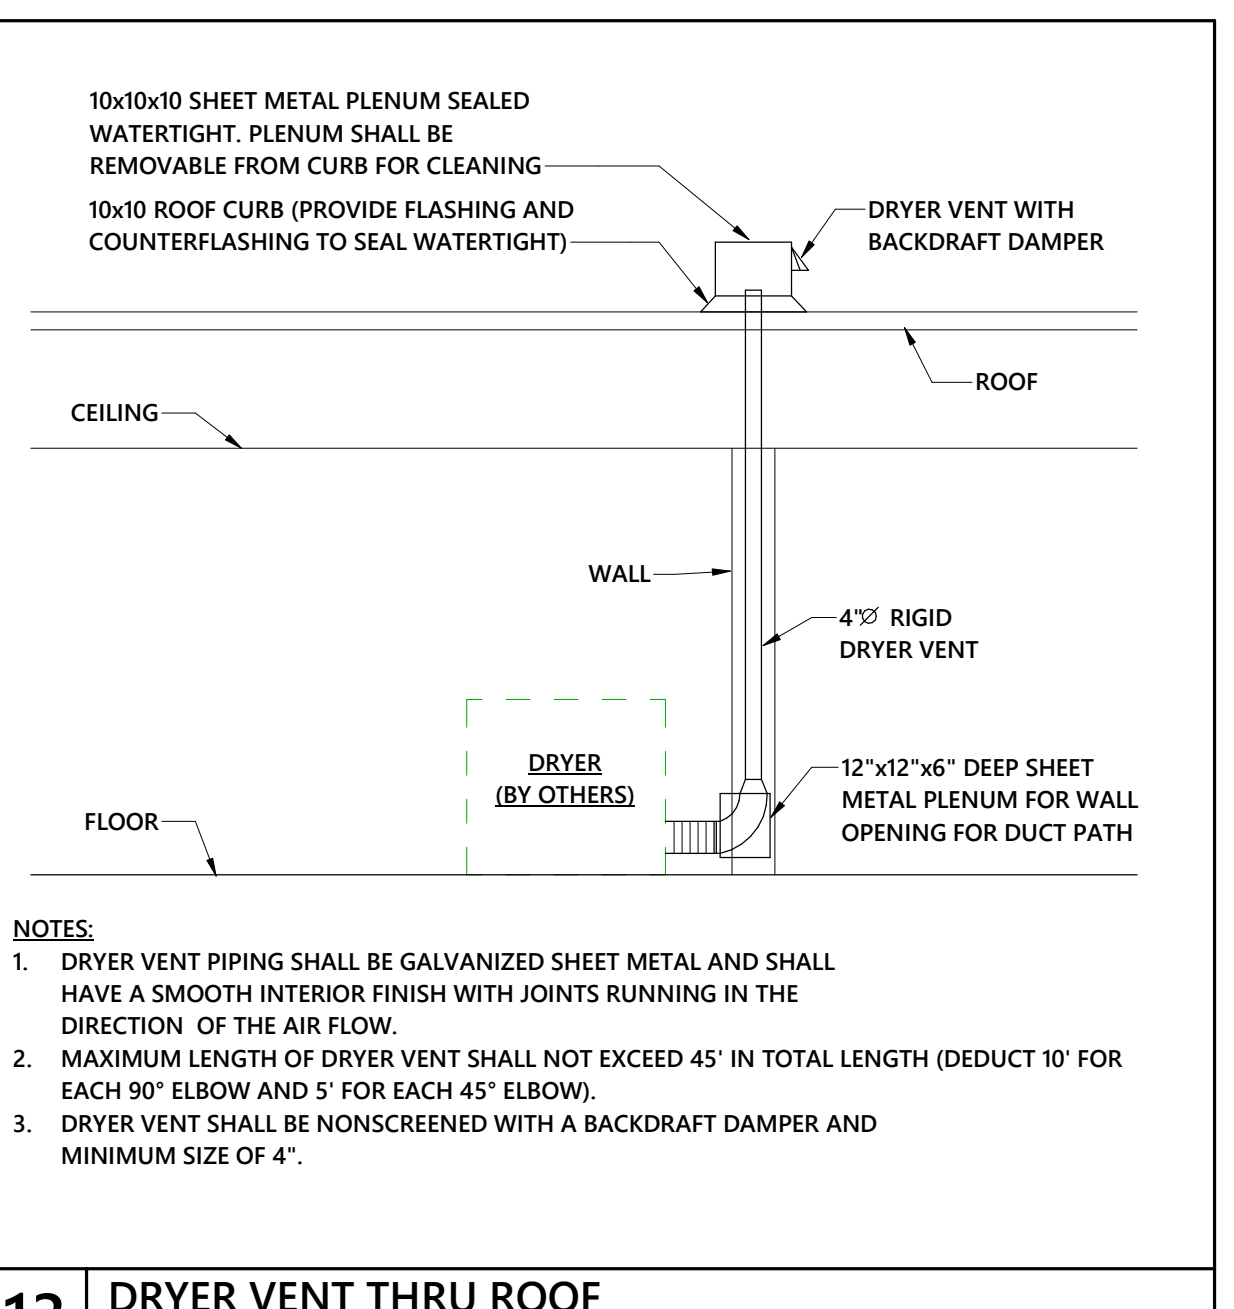 10x10x10 SHEET METAL PLENUM SEALED
WATERTIGHT. PLENUM SHALL BE
REMOVABLE FROM CURB FOR CLEANING
10x10 ROOF CURB (PROVIDE FLASHING AND
COUNTERFLASHING TO SEAL WATERTIGHT)
DRYER VENT WITH
BACKDRAFT DAMPER
ROOF
CEILING
WALL
4"∅ RIGID
DRYER VENT
DRYER
(BY OTHERS)
12"x12"x6" DEEP SHEET
METAL PLENUM FOR WALL
OPENING FOR DUCT PATH
FLOOR
NOTES:
1. DRYER VENT PIPING SHALL BE GALVANIZED SHEET METAL AND SHALL
HAVE A SMOOTH INTERIOR FINISH WITH JOINTS RUNNING IN THE
DIRECTION OF THE AIR FLOW.
2. MAXIMUM LENGTH OF DRYER VENT SHALL NOT EXCEED 45' IN TOTAL LENGTH (DEDUCT 10' FOR
EACH 90° ELBOW AND 5' FOR EACH 45° ELBOW).
3. DRYER VENT SHALL BE NONSCREENED WITH A BACKDRAFT DAMPER AND
MINIMUM SIZE OF 4".
DRYER VENT THRU ROOF